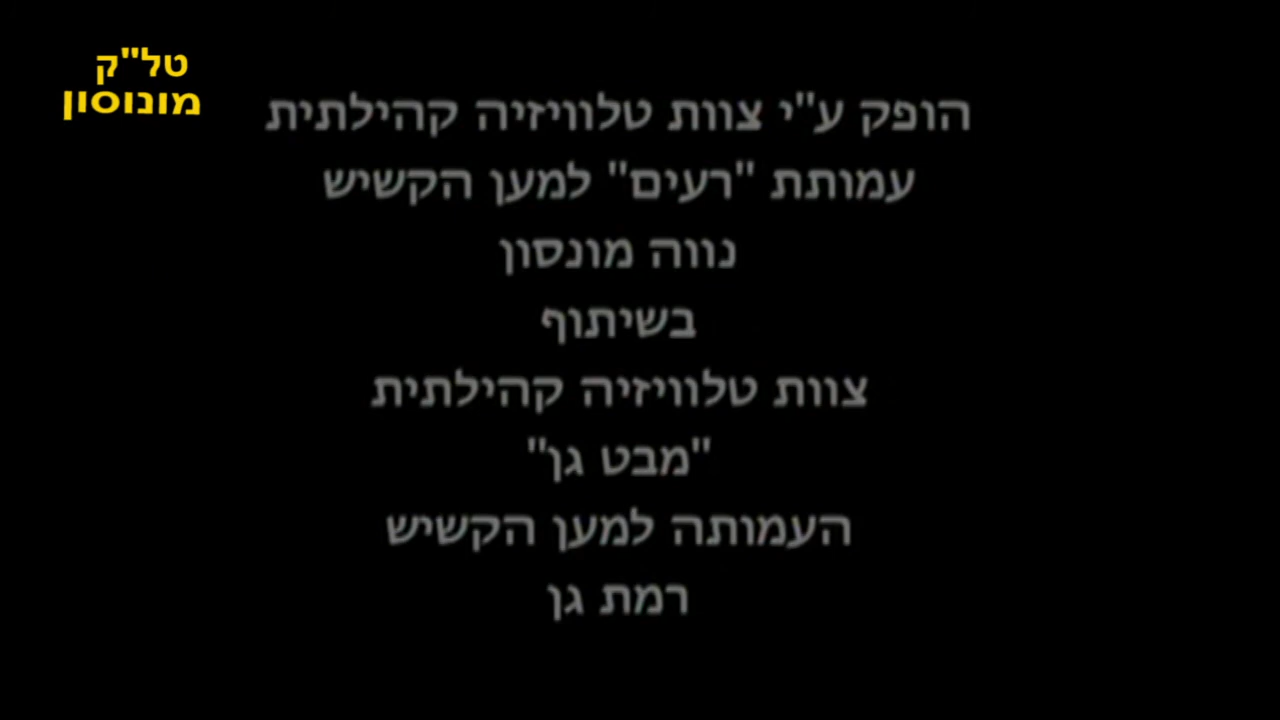 טל"ק
מונוסון
הופק ע"י צוות טלוויזיה קהילתית
עמותת "רעים" למען הקשיש
נווה מונסון
בשיתוף
צוות טלוויזיה קהילתית
"מבט גן"
העמותה למען הקשיש
רמת גן